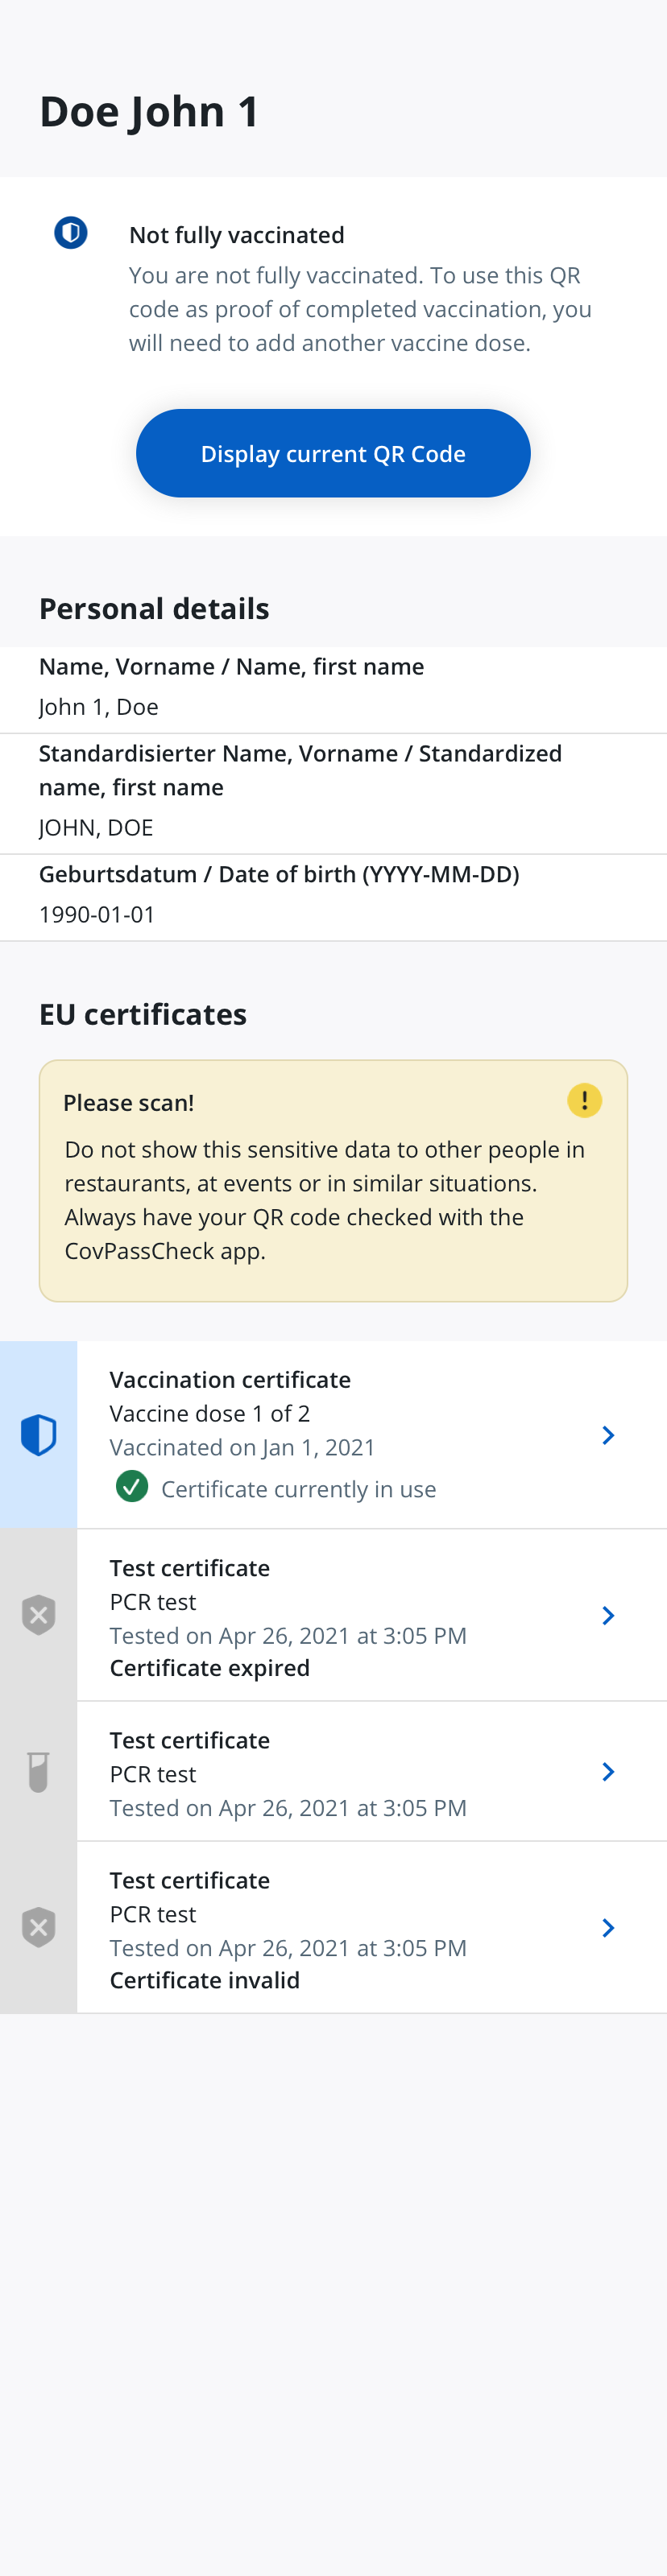 Doe John 1
Not fully vaccinated
You are not fully vaccinated. To use this QR
code as proof of completed vaccination, you
will need to add another vaccine dose.
Display current QR Code
Personal details
Name, Vorname / Name, first name
John 1, Doe
Standardisierter Name, Vorname / Standardized
name, first name
JOHN, DOE
Geburtsdatum / Date of birth (YYYY-MM-DD)
1990-01-01
EU certificates
Please scan!
Do not show this sensitive data to other people in
restaurants, at events or in similar situations.
Always have your QR code checked with the
CovPassCheck app.
Vaccination certificate
Vaccine dose 1 of 2
Vaccinated on Jan 1, 2021
Certificate currently in use
Test certificate
PCR test
Tested on Apr 26, 2021 at 3:05 PM
Certificate expired
Test certificate
PCR test
Tested on Apr 26, 2021 at 3:05 PM
Test certificate
PCR test
Tested on Apr 26, 2021 at 3:05 PM
Certificate invalid